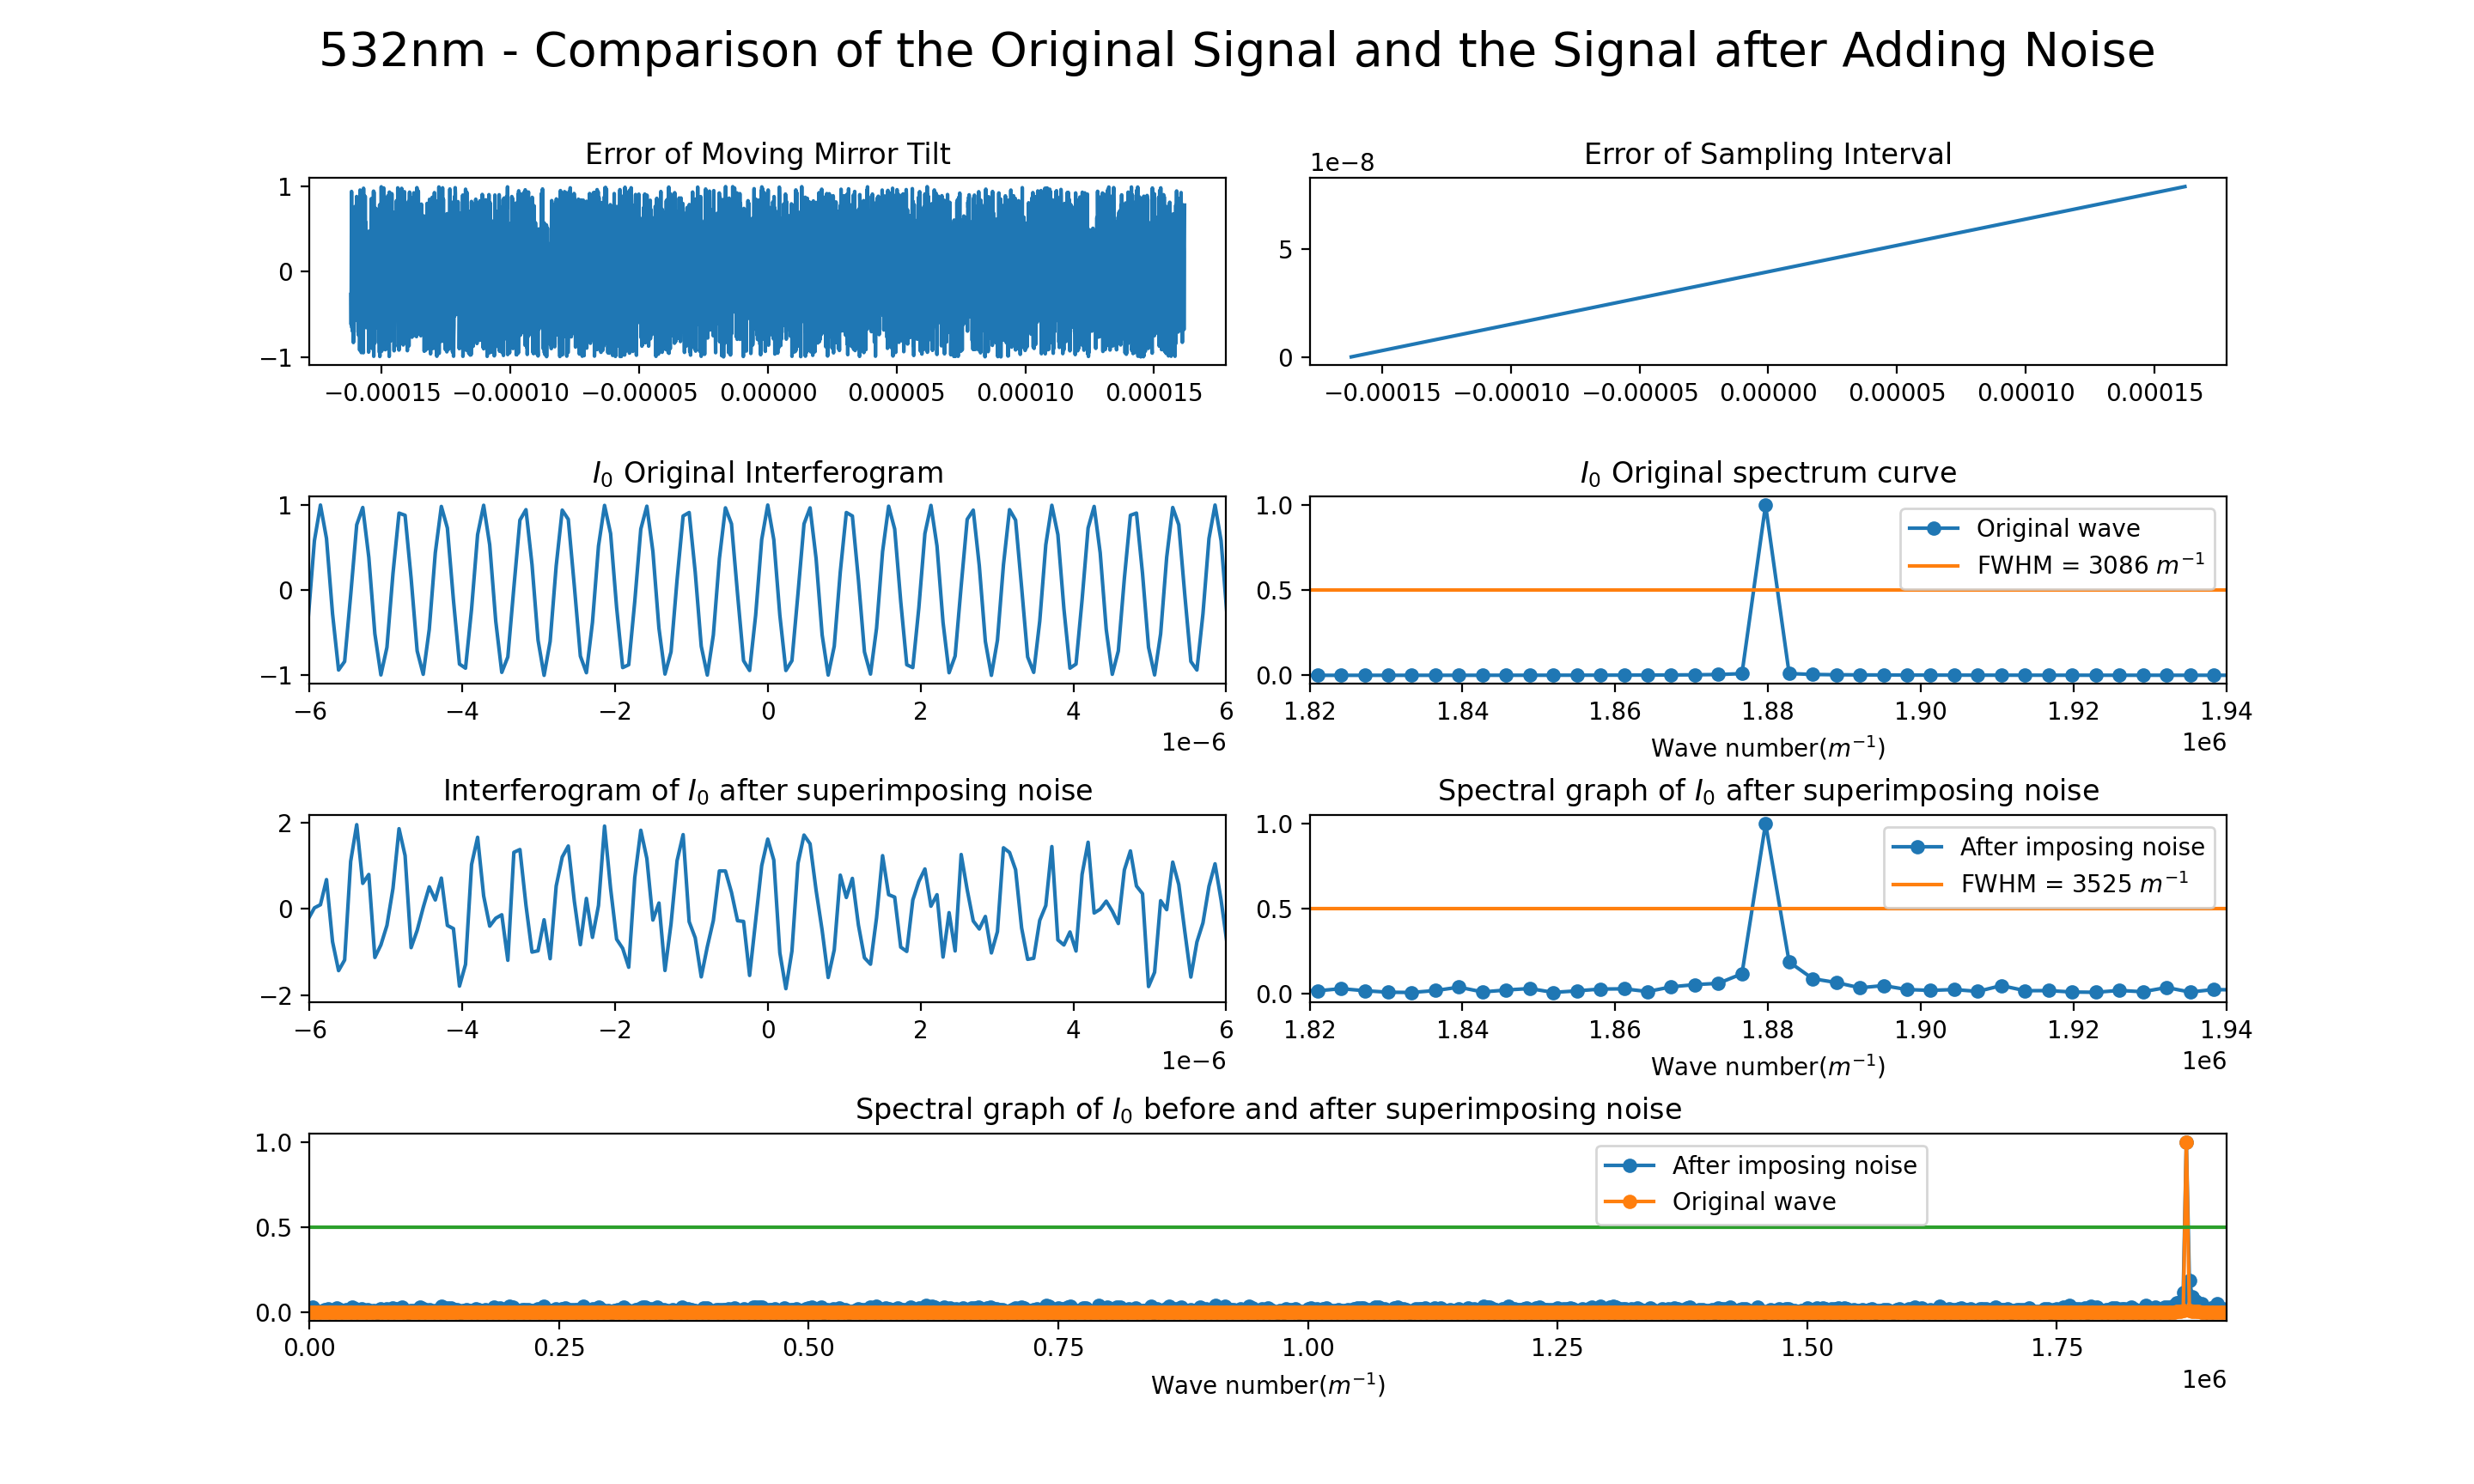 532nm - Comparison of the Original Signal and the Signal after Adding Noise
Error of Moving Mirror Tilt
1
0
−1
−0.00015 −0.00010 −0.00005 0.00000 0.00005 0.00010 0.00015
Error of Sampling Interval
1e−8
5
0
−0.00015 −0.00010 −0.00005 0.00000 0.00005 0.00010 0.00015
I₀ Original Interferogram
1
0
−1
−6 −4 −2 0 2 4 6
1e−6
I₀ Original spectrum curve
1.0
0.5
0.0
Original wave
FWHM = 3086 m⁻¹
1.82 1.84 1.86 1.88 1.90 1.92 1.94
Wave number(m⁻¹)
1e6
Interferogram of I₀ after superimposing noise
2
0
−2
−6 −4 −2 0 2 4 6
1e−6
Spectral graph of I₀ after superimposing noise
1.0
0.5
0.0
After imposing noise
FWHM = 3525 m⁻¹
1.82 1.84 1.86 1.88 1.90 1.92 1.94
Wave number(m⁻¹)
1e6
Spectral graph of I₀ before and after superimposing noise
1.0
0.5
0.0
After imposing noise
Original wave
0.00 0.25 0.50 0.75 1.00 1.25 1.50 1.75
1e6
Wave number(m⁻¹)